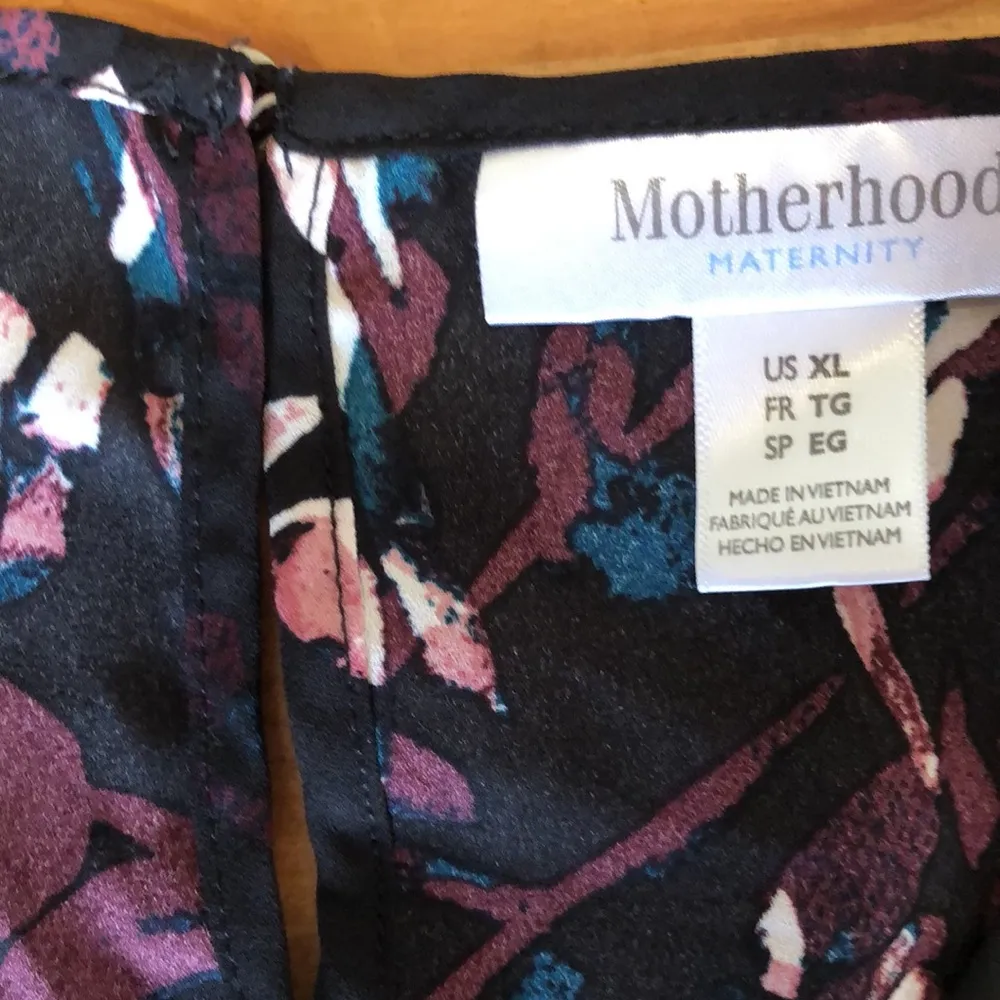 Motherhood
MATERNITY
US XL
FR TG
SP EG
MADE IN VIETNAM
FABRIQUÉ AU VIETNAM
HECHO EN VIETNAM